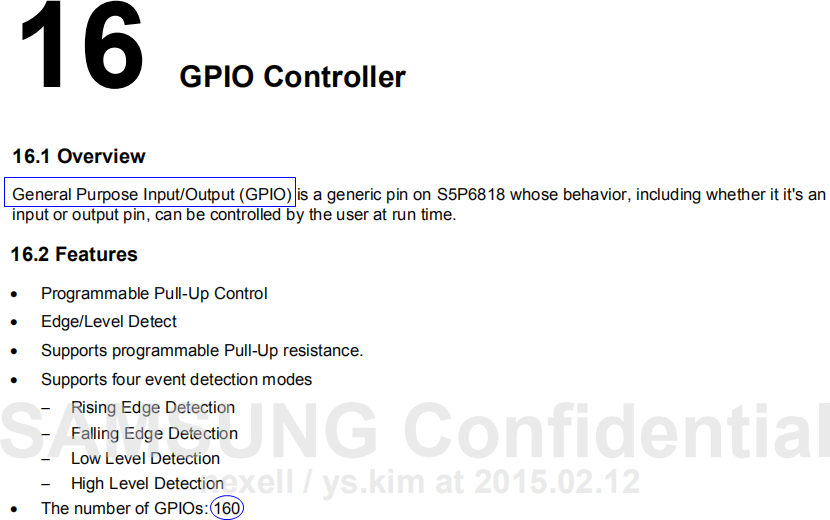 16 GPIO Controller
16.1 Overview
General Purpose Input/Output (GPIO) is a generic pin on S5P6818 whose behavior, including whether it it's an
input or output pin, can be controlled by the user at run time.
16.2 Features
• Programmable Pull-Up Control
• Edge/Level Detect
• Supports programmable Pull-Up resistance.
• Supports four event detection modes
– Rising Edge Detection
– Falling Edge Detection
– Low Level Detection
– High Level Detection
• The number of GPIOs: 160
SAMSUNG Confidential
nexell / ys.kim at 2015.02.12